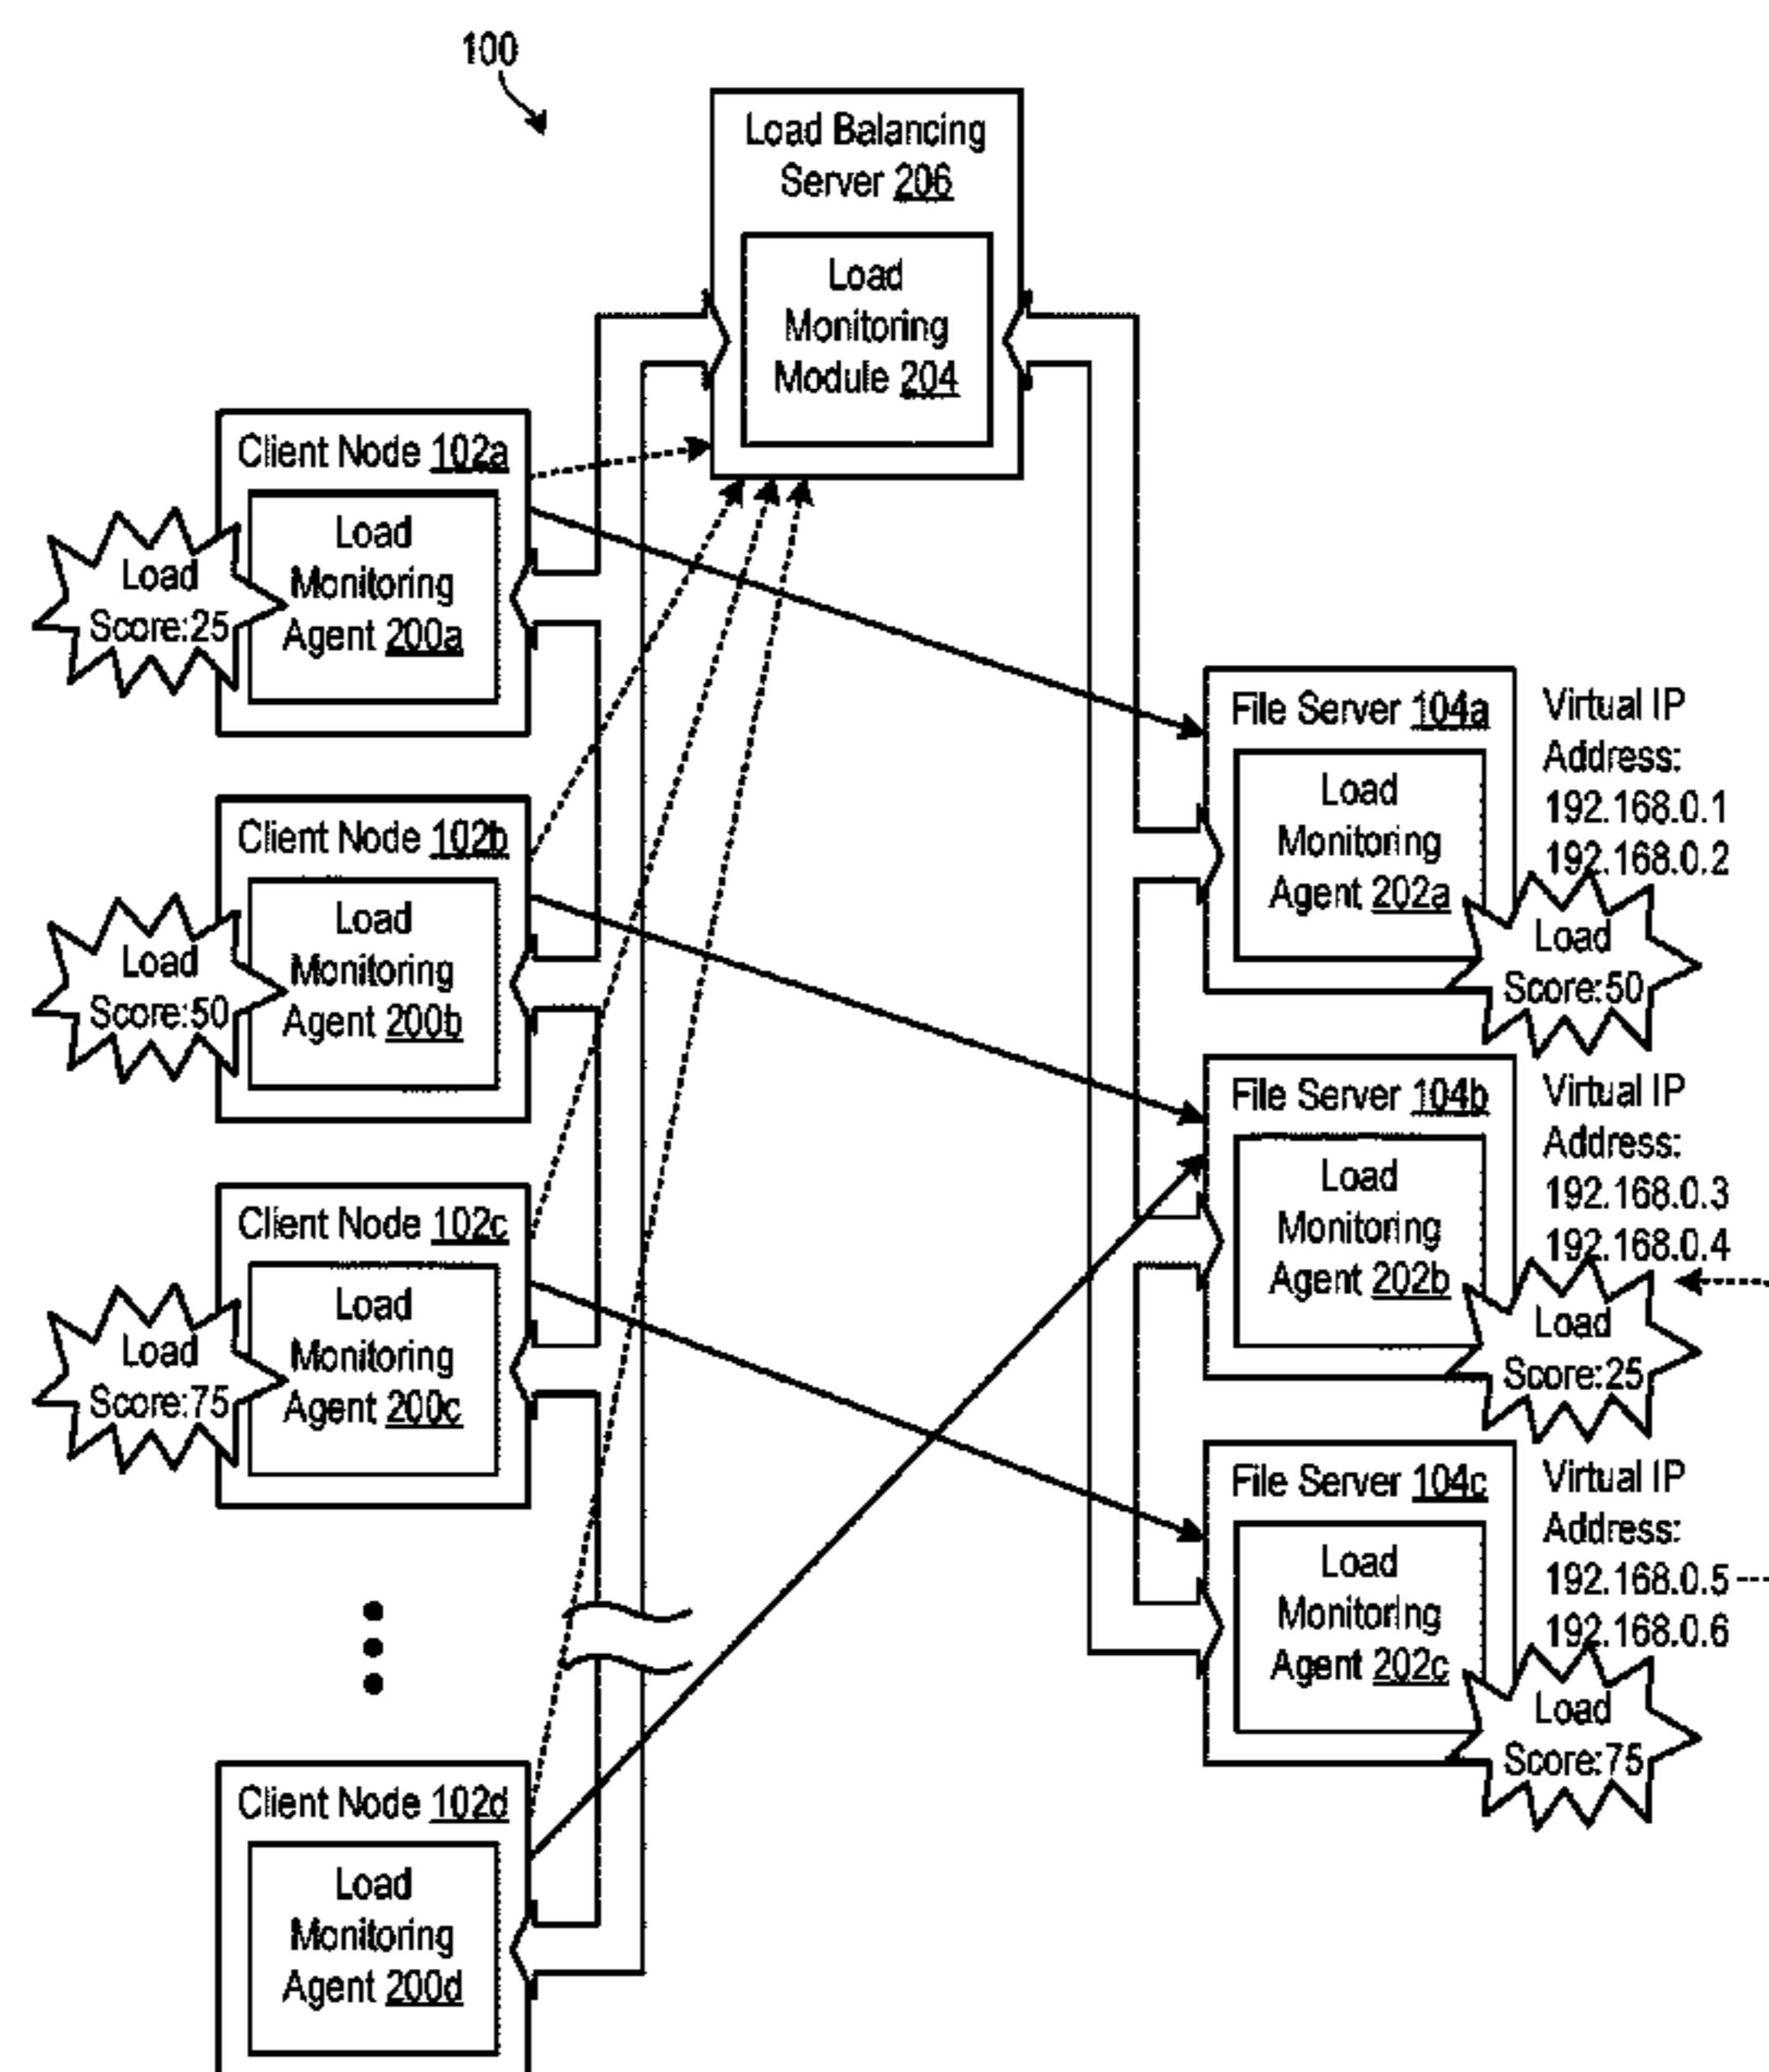 100
Load Balancing
Server 206
Load
Monitoring
Module 204
Client Node 102a
Load
Monitoring
Agent 200a
Load
Score:25
Client Node 102b
Load
Monitoring
Agent 200b
Load
Score:50
Client Node 102c
Load
Monitoring
Agent 200c
Load
Score:75
Client Node 102d
Load
Monitoring
Agent 200d
File Server 104a
Load
Monitoring
Agent 202a
Virtual IP
Address:
192.168.0.1
192.168.0.2
Load
Score:50
File Server 104b
Load
Monitoring
Agent 202b
Virtual IP
Address:
192.168.0.3
192.168.0.4
Load
Score:25
File Server 104c
Load
Monitoring
Agent 202c
Virtual IP
Address:
192.168.0.5
192.168.0.6
Load
Score:75